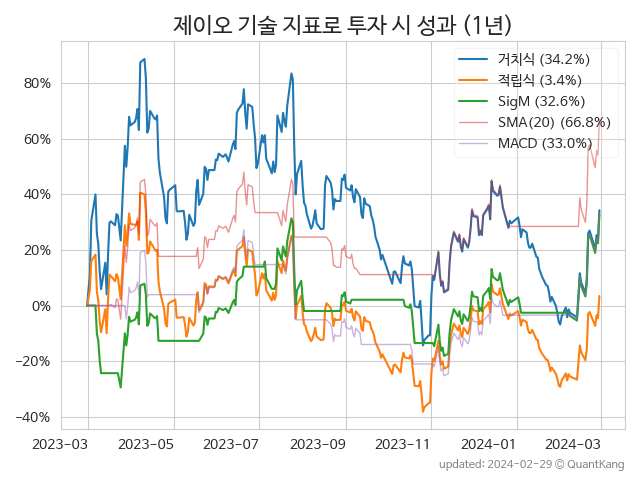 제이오 기술 지표로 투자 시 성과 (1년)
거치식 (34.2%)
적립식 (3.4%)
SigM (32.6%)
SMA(20) (66.8%)
MACD (33.0%)
80%
60%
40%
20%
0%
−20%
−40%
2023−03 2023−05 2023−07 2023−09 2023−11 2024−01 2024−03
updated: 2024−02−29 ⓒ QuantKang